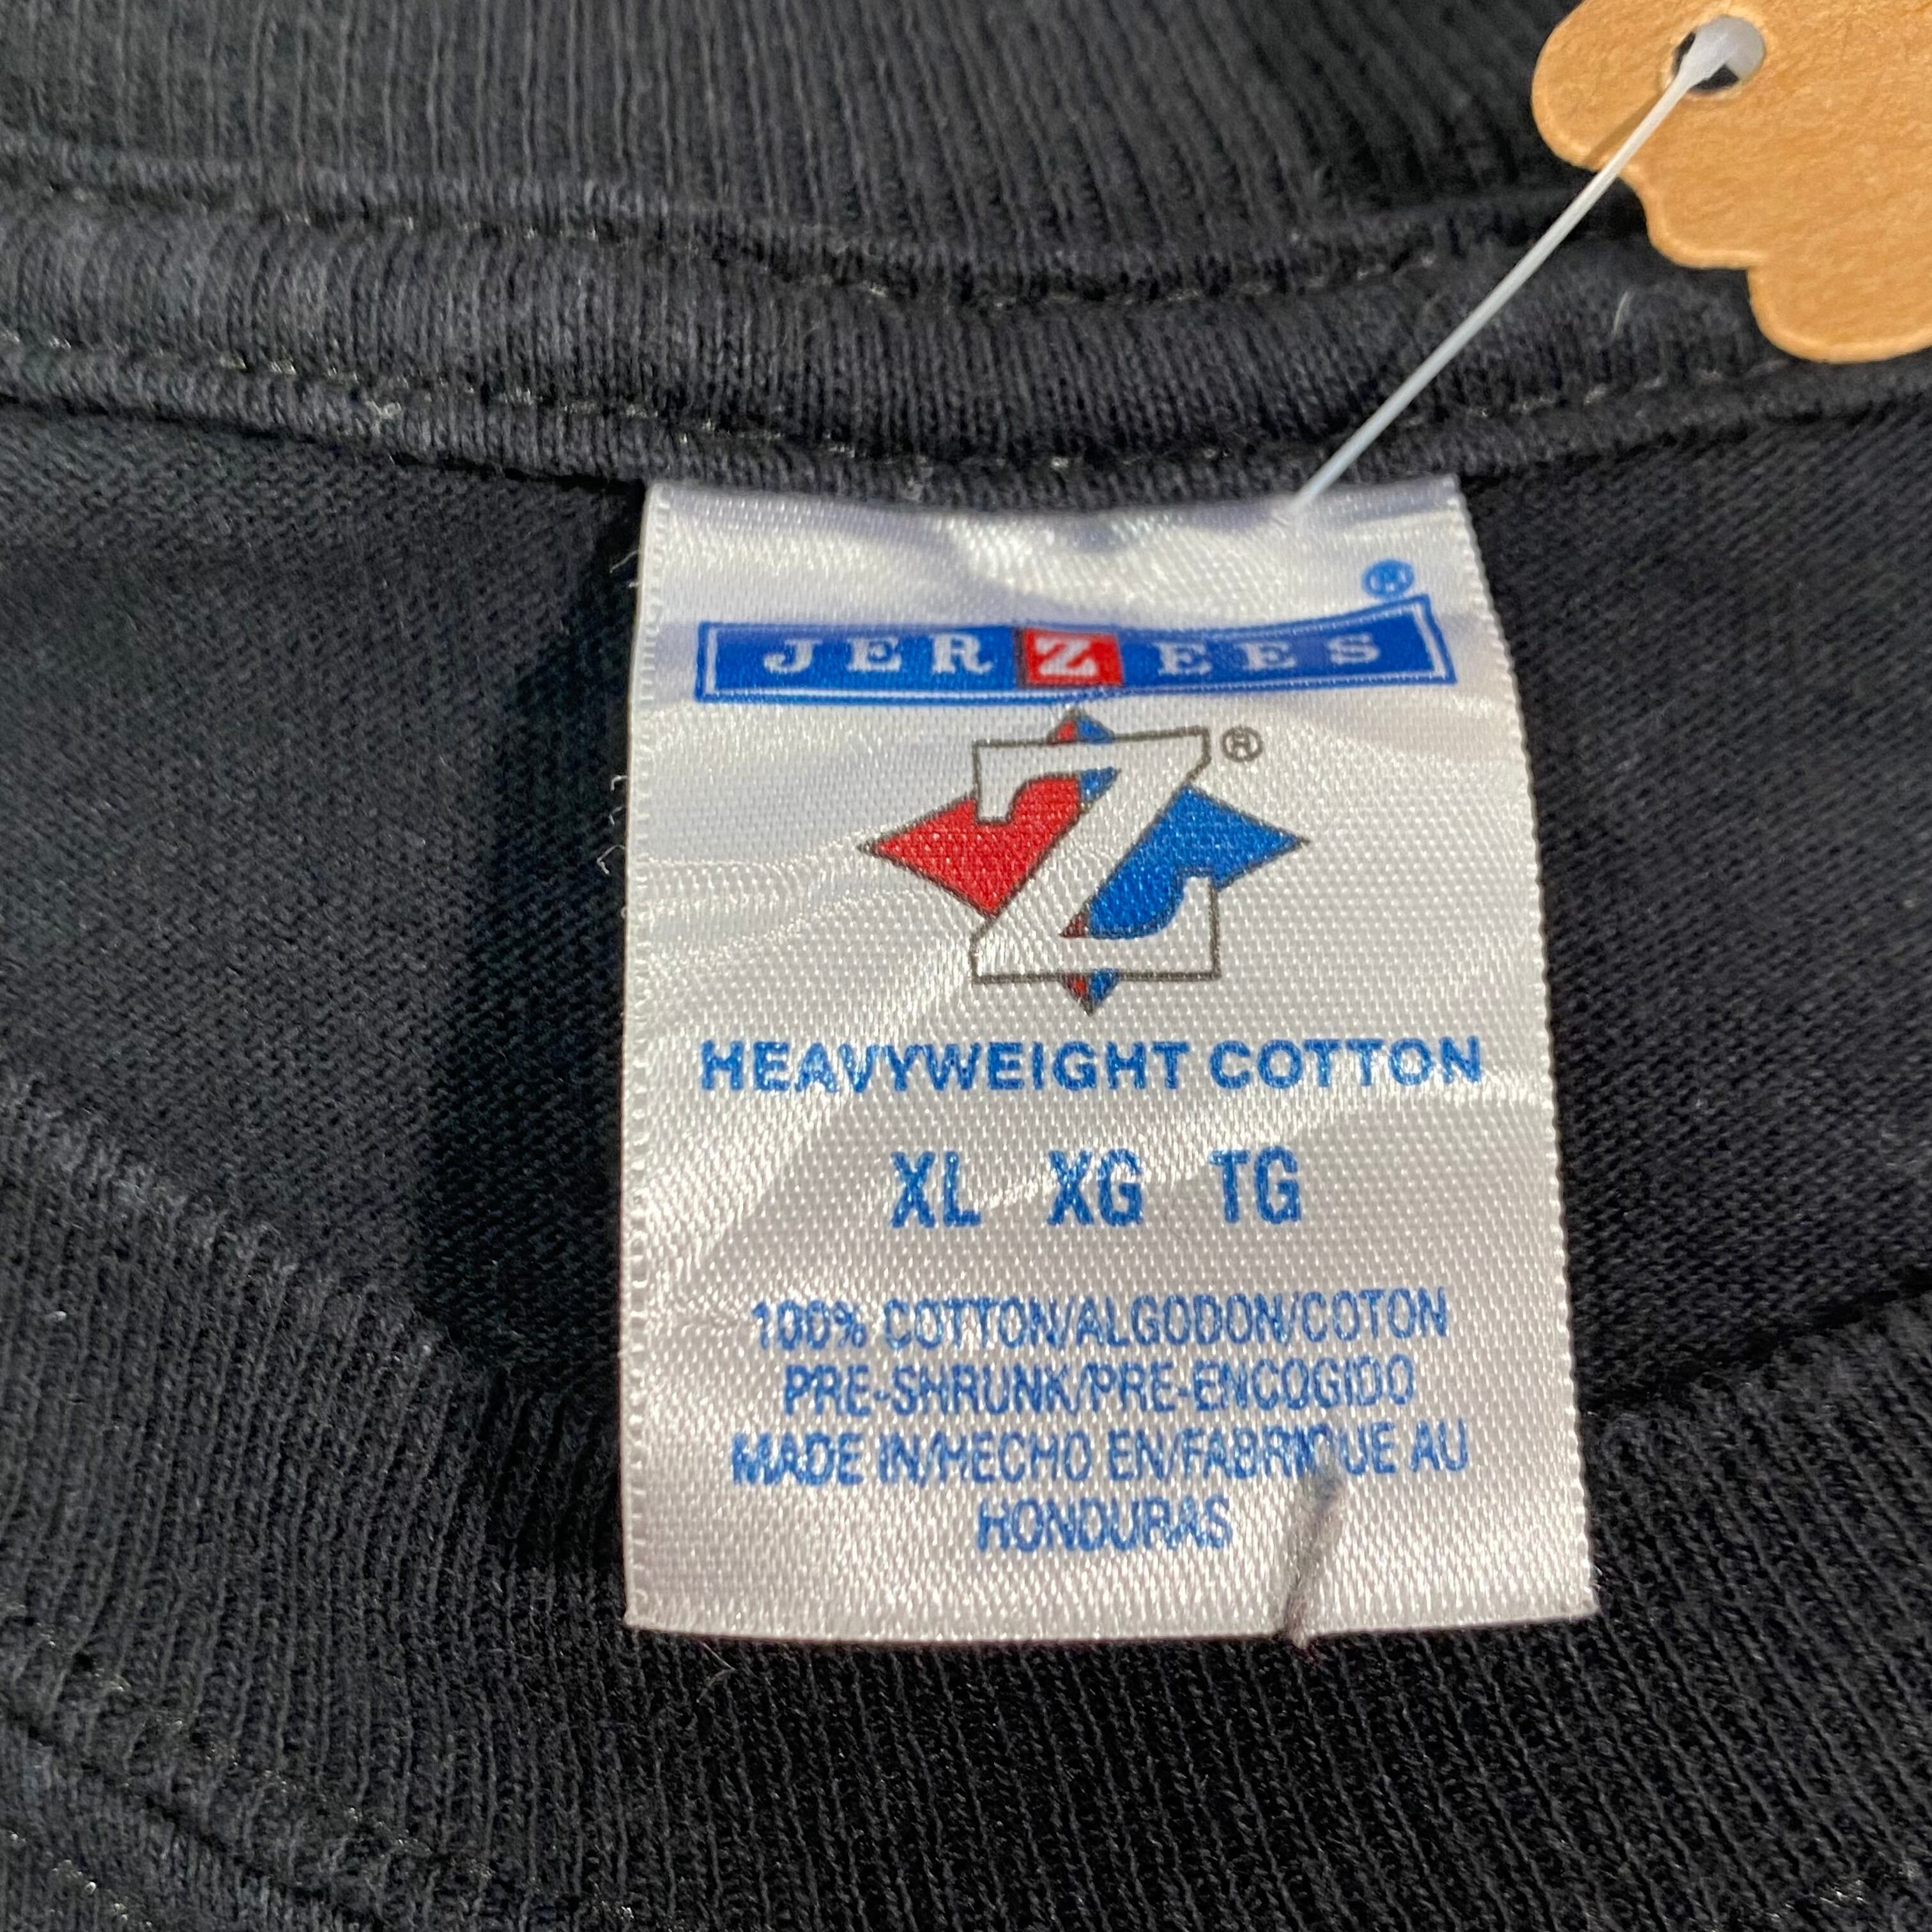 JERZEES®
Z®
HEAVYWEIGHT COTTON
XL XG TG
100% COTTON/ALGODON/COTON
PRE-SHRUNK/PRE-ENCOGIDO
MADE IN/HECHO EN/FABRIQUE AU
HONDURAS